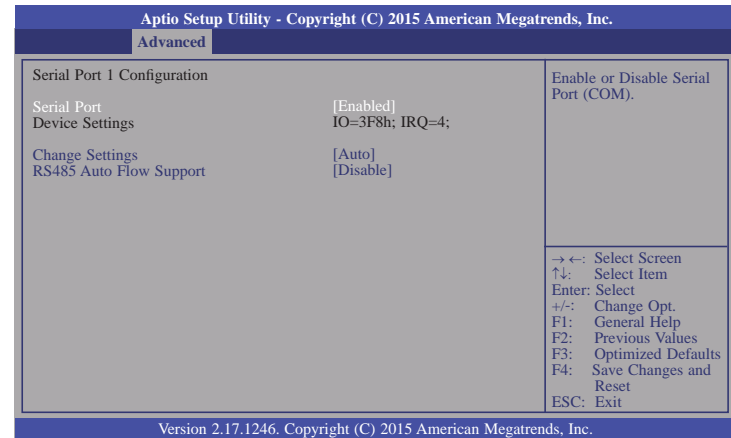 Aptio Setup Utility - Copyright (C) 2015 American Megatrends, Inc.
Advanced
Serial Port 1 Configuration
Serial Port [Enabled]
Device Settings IO=3F8h; IRQ=4;
Change Settings [Auto]
RS485 Auto Flow Support [Disable]
Enable or Disable Serial
Port (COM).
→←: Select Screen
↑↓: Select Item
Enter: Select
+/-: Change Opt.
F1: General Help
F2: Previous Values
F3: Optimized Defaults
F4: Save Changes and
Reset
ESC: Exit
Version 2.17.1246. Copyright (C) 2015 American Megatrends, Inc.